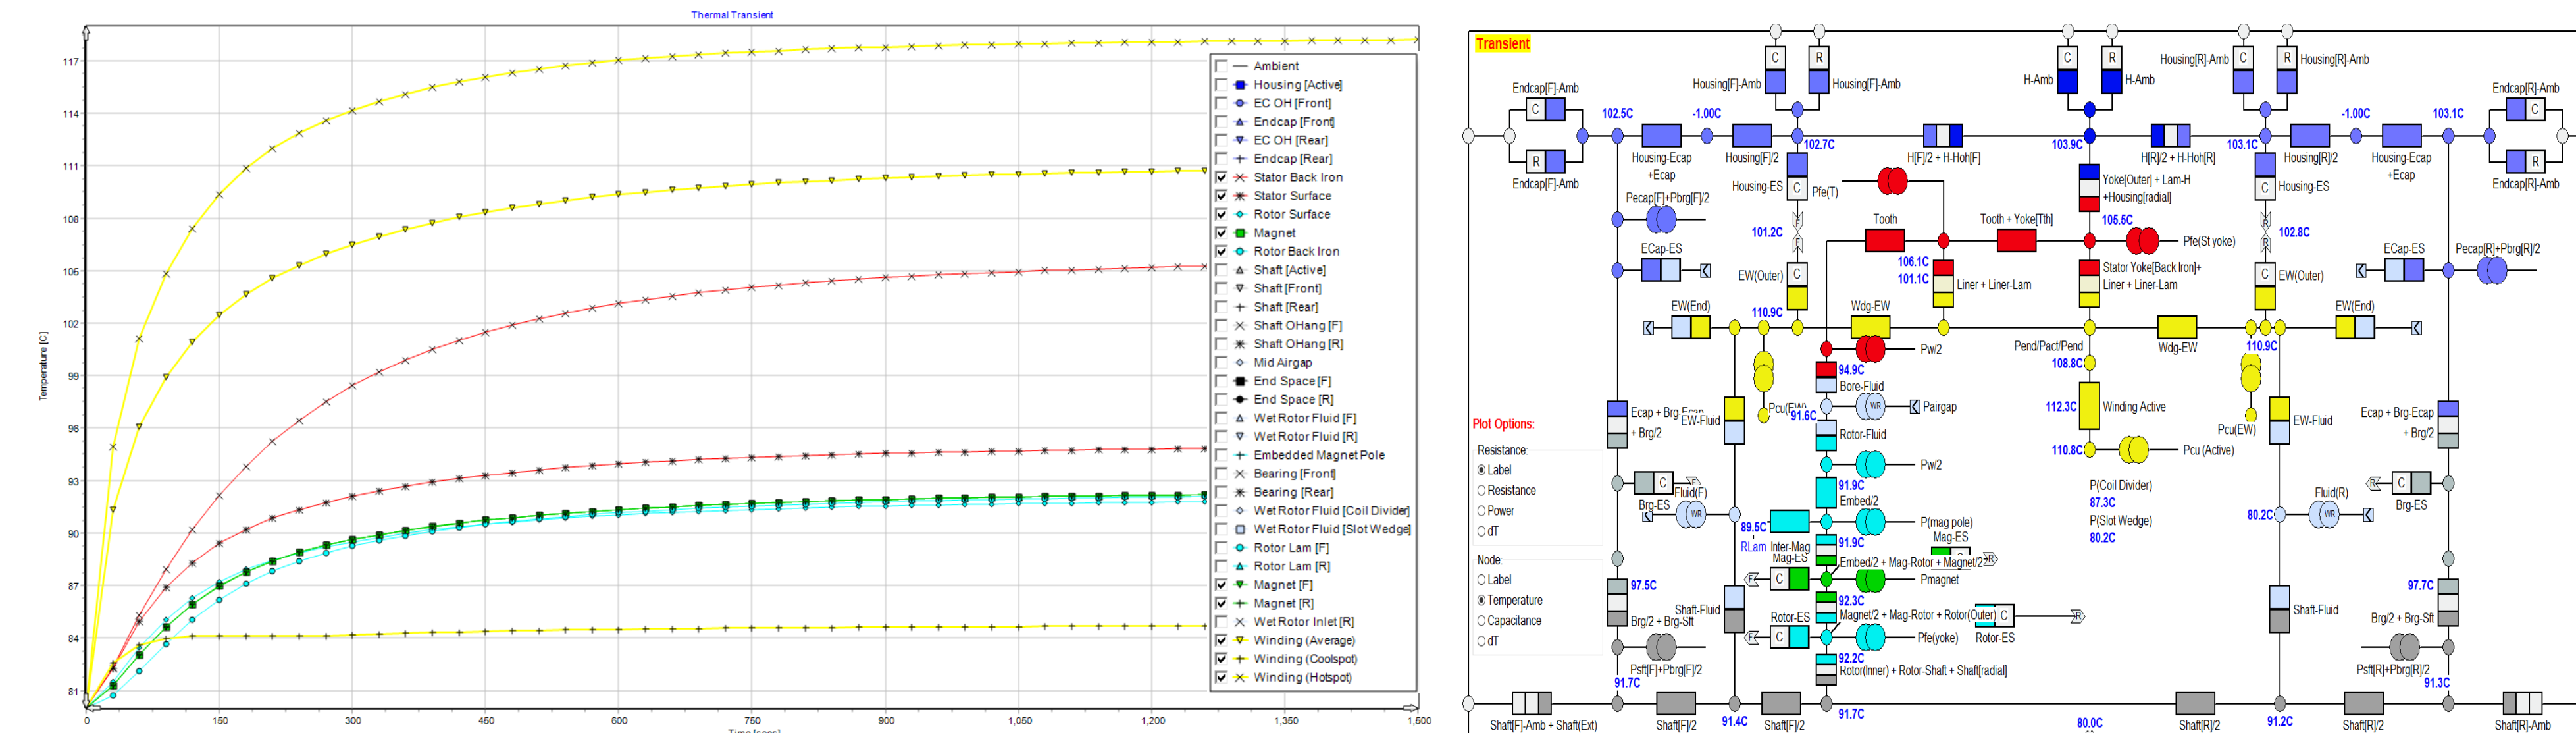 Thermal Transient
Temperature [C]
117
114
111
108
105
102
99
96
93
90
87
84
81
0
150
300
450
600
750
900
1,050
1,200
1,350
1,500
Ambient
Housing [Active]
EC OH [Front]
Endcap [Front]
EC OH [Rear]
Endcap [Rear]
Stator Back Iron
Stator Surface
Rotor Surface
Magnet
Rotor Back Iron
Shaft [Active]
Shaft [Front]
Shaft [Rear]
Shaft OHang [F]
Shaft OHang [R]
Mid Airgap
End Space [F]
End Space [R]
Wet Rotor Fluid [F]
Wet Rotor Fluid [R]
Embedded Magnet Pole
Bearing [Front]
Bearing [Rear]
Wet Rotor Fluid [Coil Divider]
Wet Rotor Fluid [Slot Wedge]
Rotor Lam [F]
Rotor Lam [R]
Magnet [F]
Magnet [R]
Wet Rotor Inlet [R]
Winding (Average)
Winding (Coolspot)
Winding (Hotspot)
Transient
C
R
C
R
C
R
Housing[F]-Amb
Housing[F]-Amb
H-Amb
H-Amb
Housing[R]-Amb
Housing[R]-Amb
Endcap[F]-Amb
C
R
Endcap[F]-Amb
Endcap[R]-Amb
C
R
Endcap[R]-Amb
102.5C
-1.00C
102.7C
103.9C
103.1C
-1.00C
103.1C
Housing-Ecap
+Ecap
Housing[F]/2
H[F]/2 + H-Hoh[F]
H[R]/2 + H-Hoh[R]
Housing[R]/2
Housing-Ecap
+Ecap
Housing-ES
C
Pfe(T)
Yoke[Outer] + Lam-H
+Housing[radial]
C
Housing-ES
Pecap[F]+Pbrg[F]/2
101.2C
Tooth
Tooth + Yoke[Tth]
105.5C
Pfe(St yoke)
102.8C
ECap-ES
ECap-ES
Pecap[R]+Pbrg[R]/2
EW(Outer)
C
106.1C
101.1C
Liner + Liner-Lam
Stator Yoke[Back Iron]+
Liner + Liner-Lam
C
EW(Outer)
EW(End)
110.9C
Wdg-EW
Wdg-EW
110.9C
EW(End)
Pw/2
Pend/Pact/Pend
108.8C
94.9C
Bore-Fluid
Plot Options:
Ecap + Brg-Ecap
+ Brg/2
EW-Fluid
Pcu(EW)
91.6C
WR
Pairgap
112.3C
Winding Active
Pcu(EW)
EW-Fluid
Ecap + Brg-Ecap
+ Brg/2
Rotor-Fluid
110.8C
Pcu (Active)
Resistance:
Label
Resistance
Power
dT
Pw/2
C
Brg-ES
Fluid(F)
WR
91.9C
Embed/2
P(Coil Divider)
87.3C
P(Slot Wedge)
80.2C
80.2C
Fluid(R)
WR
C
Brg-ES
89.5C
RLam
Inter-Mag
P(mag pole)
91.9C
Mag-ES
Mag-ES
Embed/2 + Mag-Rotor + Magnet/2
Node:
Label
Temperature
Capacitance
dT
97.5C
C
Pmagnet
97.7C
92.3C
Brg/2 + Brg-Sft
Shaft-Fluid
Rotor-ES
Magnet/2 + Mag-Rotor + Rotor(Outer)
C
Rotor-ES
Shaft-Fluid
Brg/2 + Brg-Sft
C
Pfe(yoke)
92.2C
Rotor(Inner) + Rotor-Shaft + Shaft[radial]
Psft[F]+Pbrg[F]/2
Psft[R]+Pbrg[R]/2
91.7C
91.3C
Shaft[F]-Amb + Shaft(Ext)
Shaft[F]/2
91.4C
Shaft[F]/2
91.7C
80.0C
Shaft[R]/2
91.2C
Shaft[R]/2
Shaft[R]-Amb